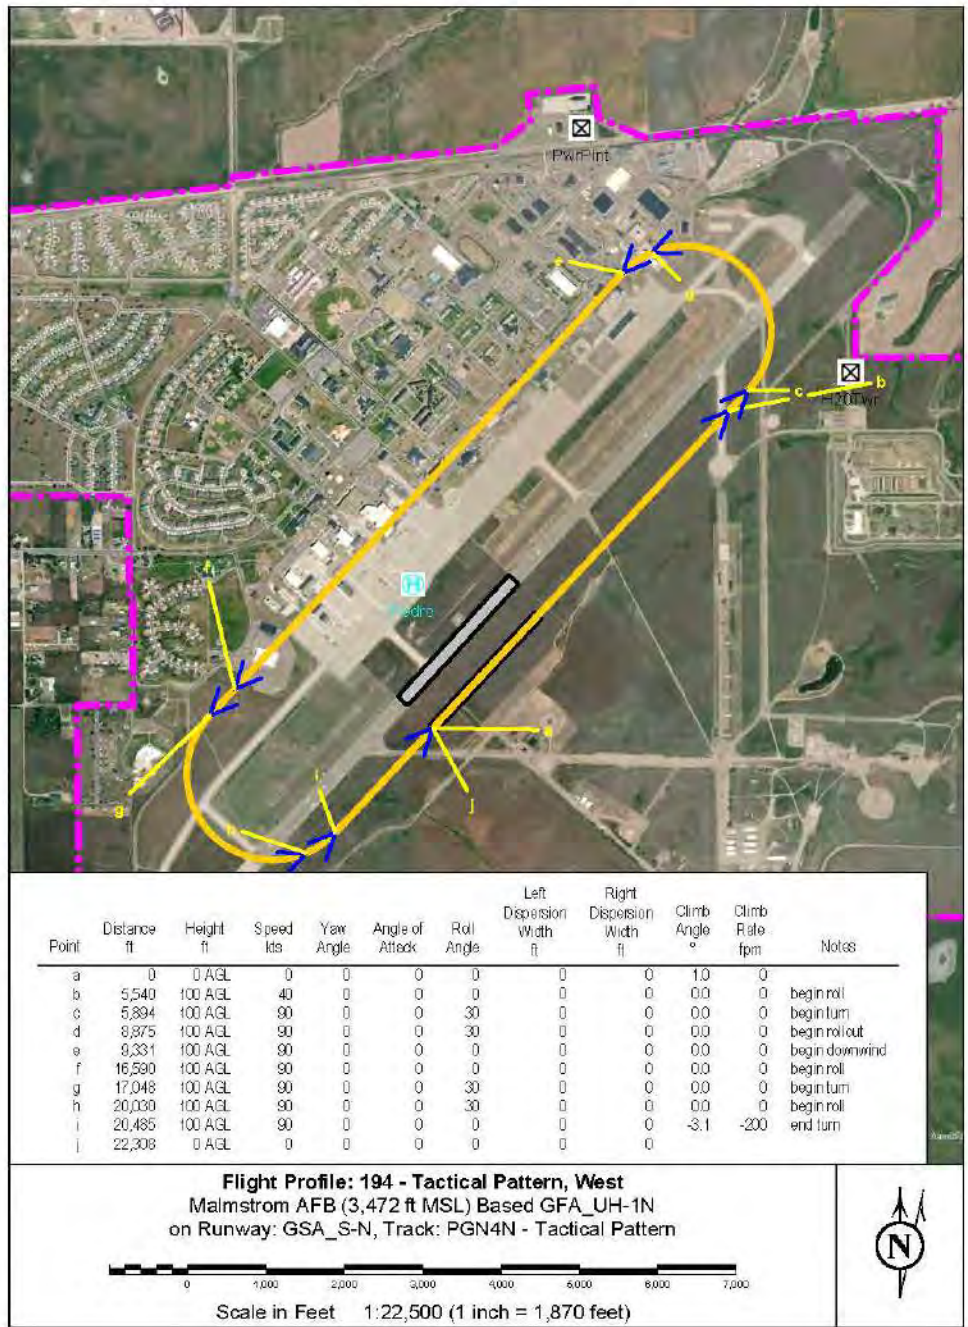 PwrPlnt
e
d
c
b
H20Twr
f
H
g
a
j
i
h
Point Distance ft Height ft Speed kts Yaw Angle Angle of Attack Roll Angle Left Dispersion Width ft Right Dispersion Width ft Climb Angle ° Climb Rate fpm Notes
a 0 0 AGL 0 0 0 0 0 0 1.0 0
b 5,540 100 AGL 40 0 0 0 0 0 0.0 0 begin roll
c 5,894 100 AGL 90 0 0 30 0 0 0.0 0 begin turn
d 8,875 100 AGL 90 0 0 30 0 0 0.0 0 begin rollout
e 9,331 100 AGL 90 0 0 0 0 0 0.0 0 begin downwind
f 16,590 100 AGL 90 0 0 0 0 0 0.0 0 begin roll
g 17,048 100 AGL 90 0 0 30 0 0 0.0 0 begin turn
h 20,030 100 AGL 90 0 0 30 0 0 0.0 0 begin roll
i 20,485 100 AGL 90 0 0 0 0 0 -3.1 -200 end turn
j 22,308 0 AGL 0 0 0 0 0 0
Flight Profile: 194 - Tactical Pattern, West
Malmstrom AFB (3,472 ft MSL) Based GFA_UH-1N
on Runway: GSA_S-N, Track: PGN4N - Tactical Pattern
0 1,000 2,000 3,000 4,000 5,000 6,000 7,000
Scale in Feet 1:22,500 (1 inch = 1,870 feet)
N